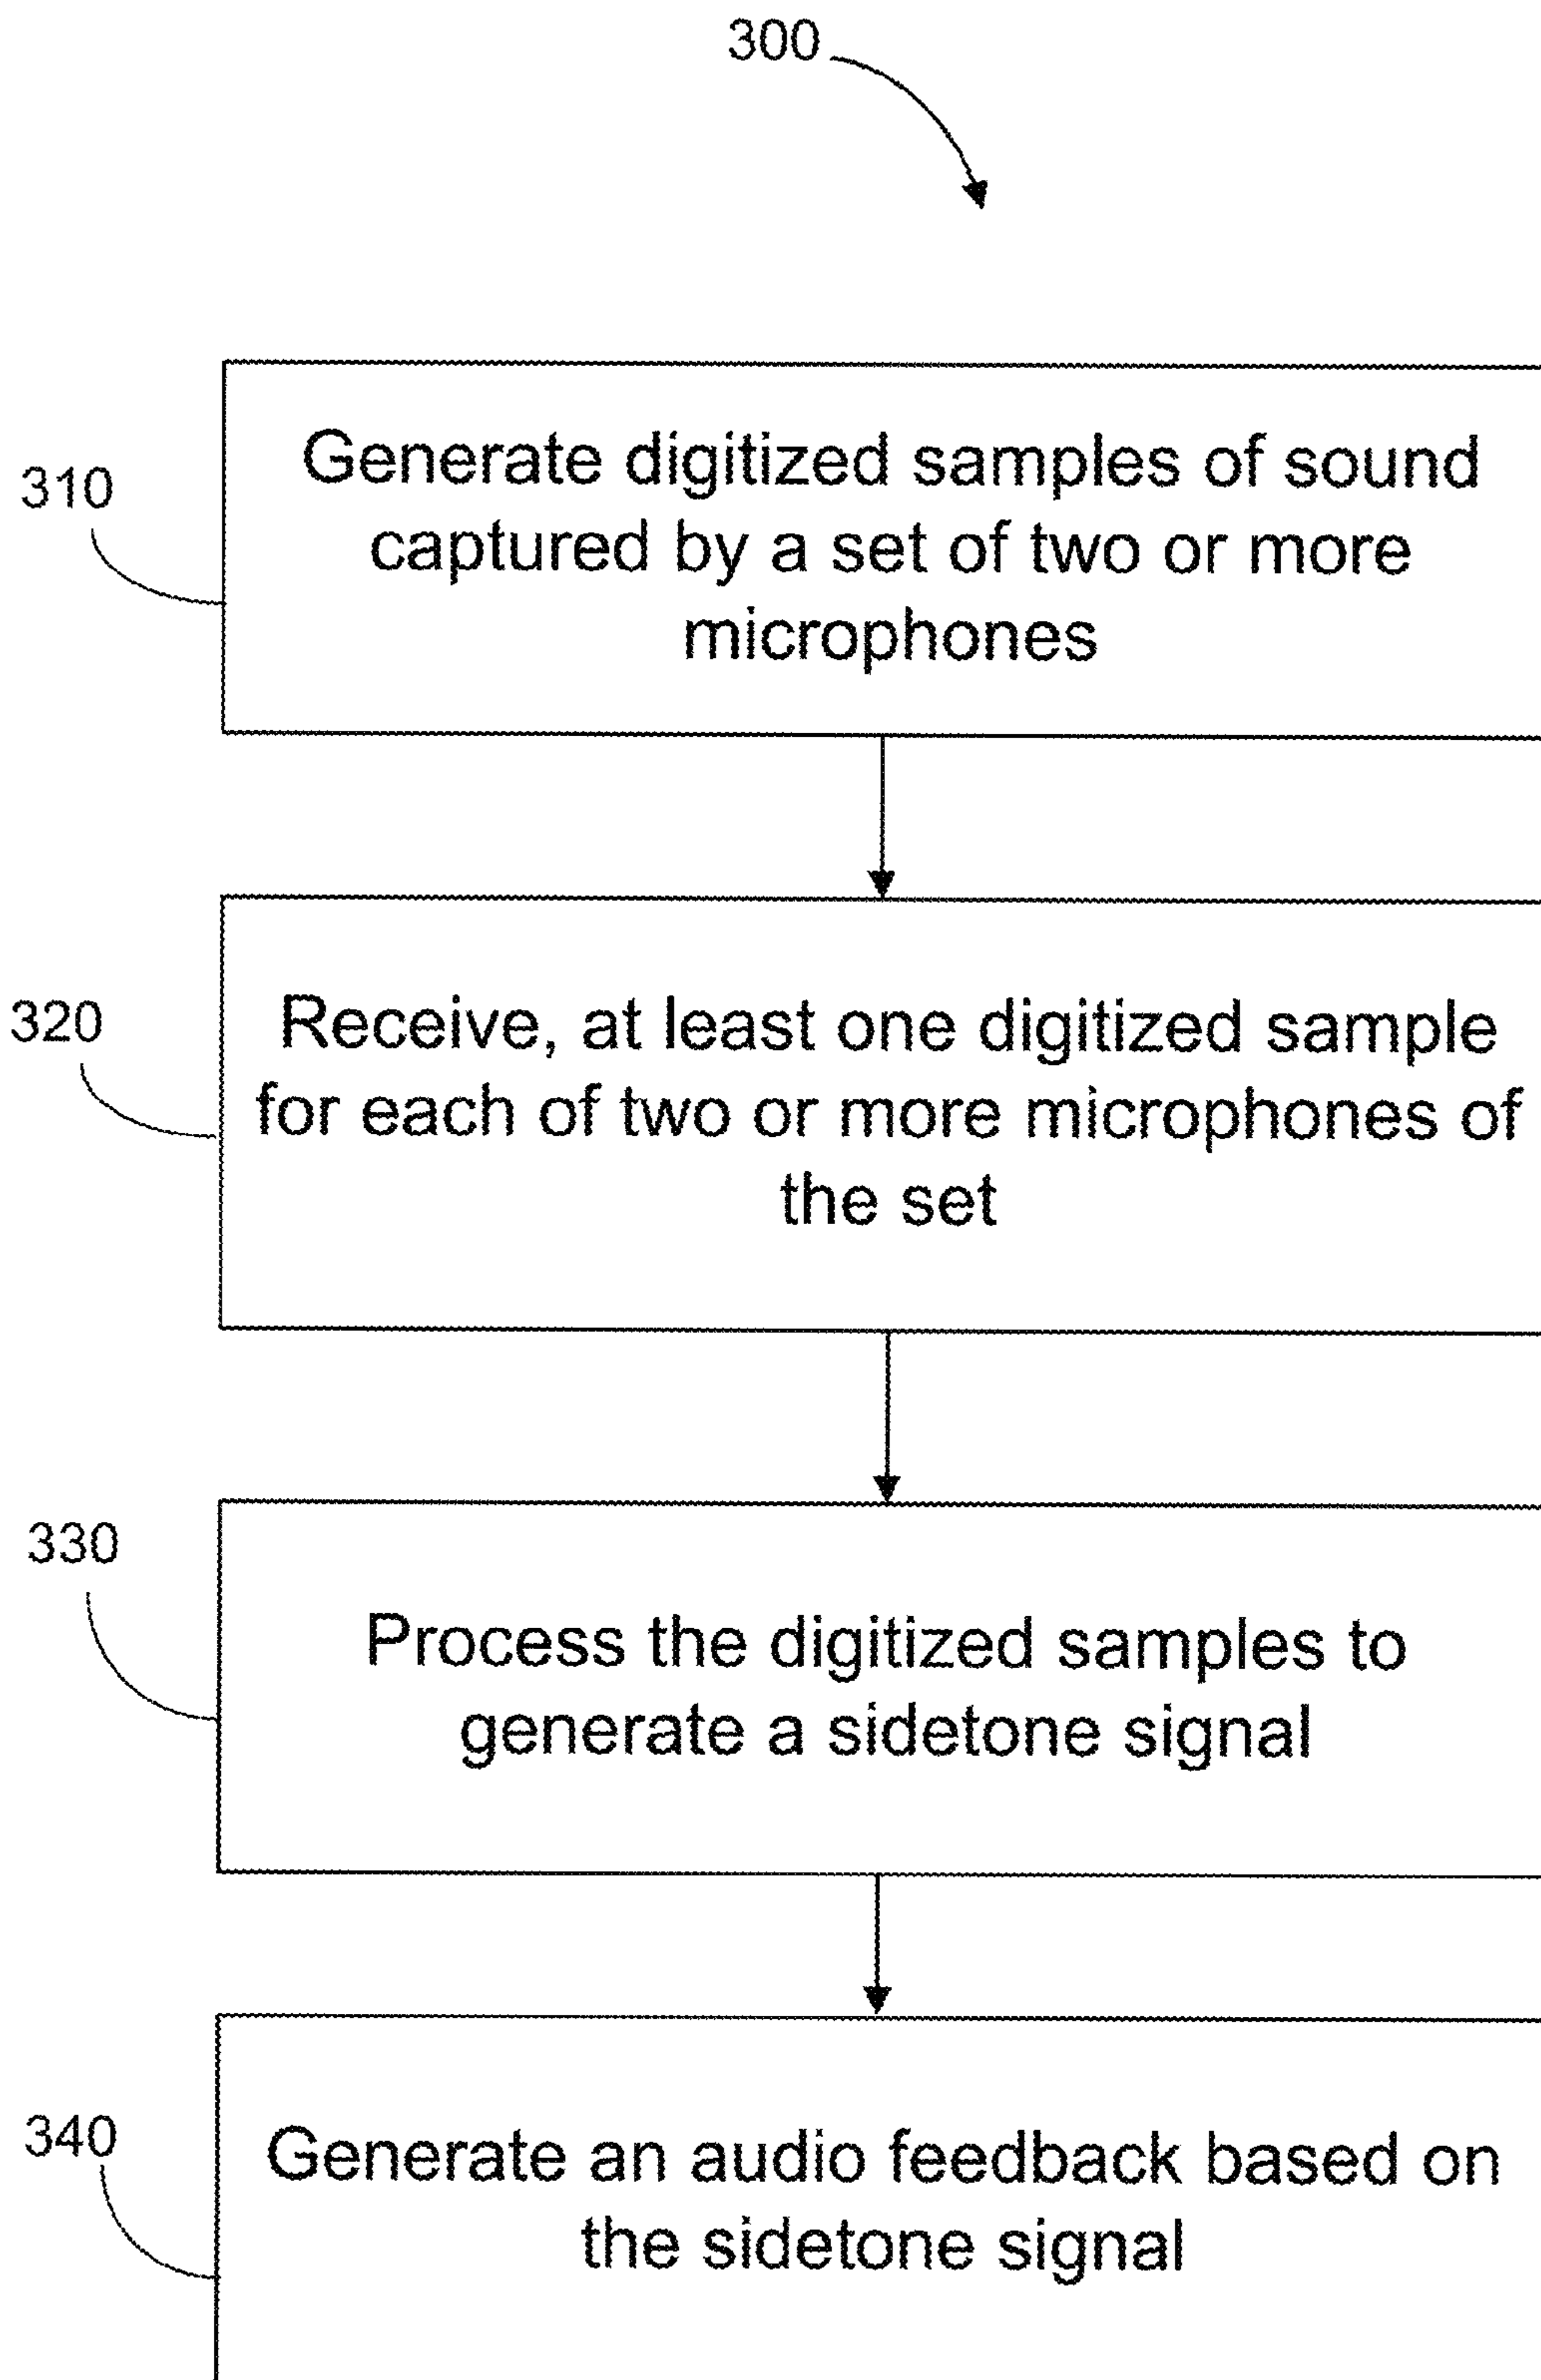 300
310
Generate digitized samples of sound
captured by a set of two or more
microphones
320
Receive, at least one digitized sample
for each of two or more microphones of
the set
330
Process the digitized samples to
generate a sidetone signal
340
Generate an audio feedback based on
the sidetone signal